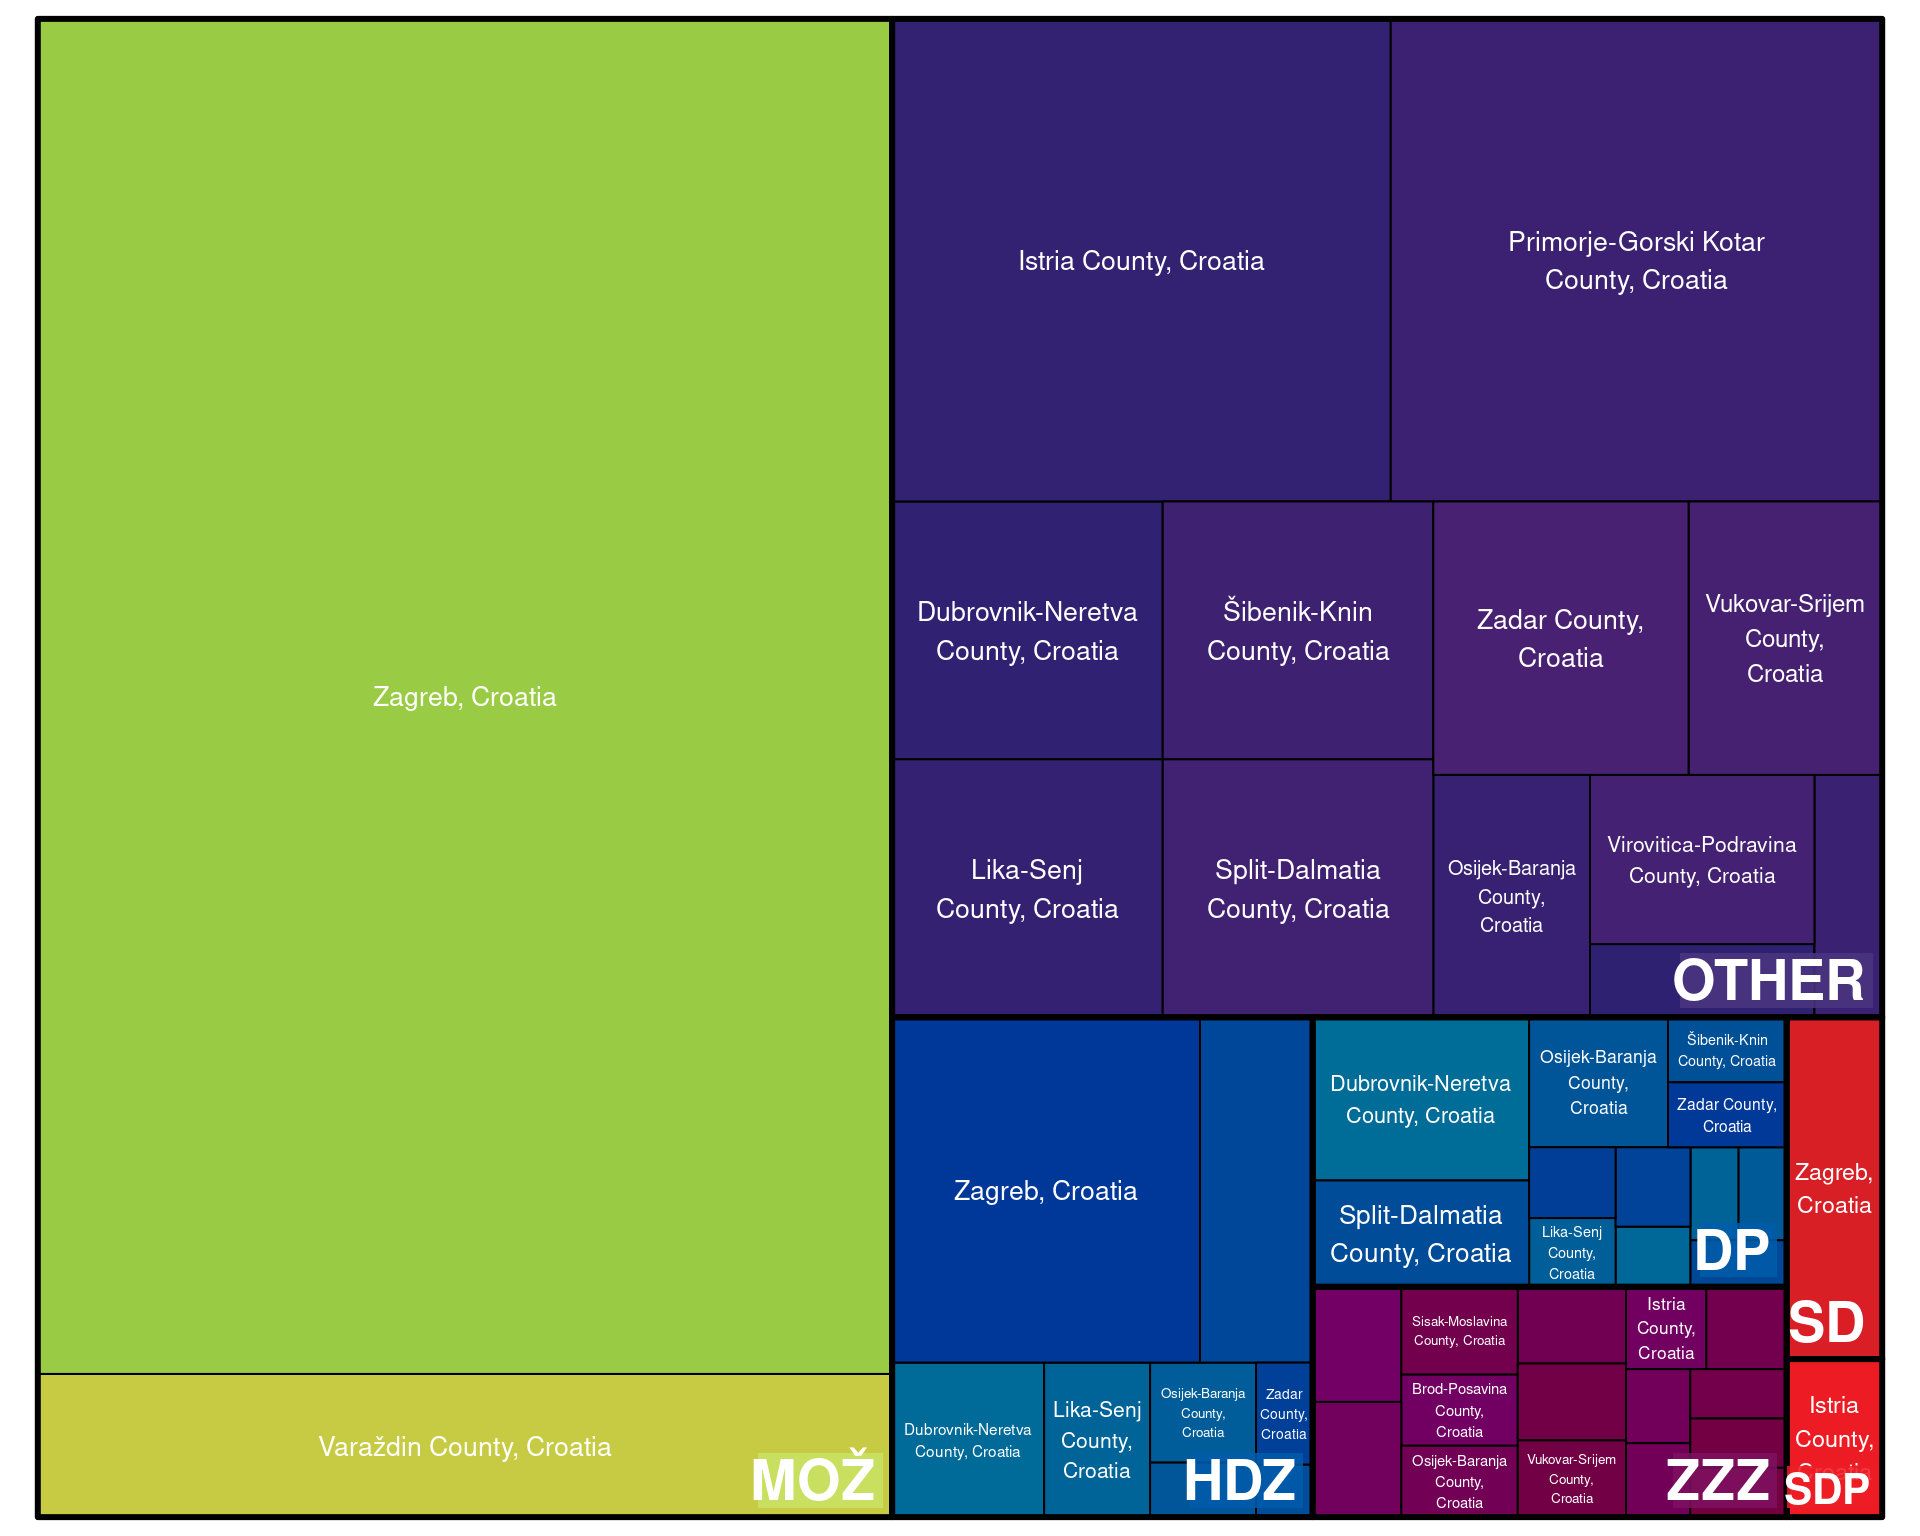 Zagreb, Croatia
Varaždin County, Croatia
MOŽ
Istria County, Croatia
Primorje-Gorski Kotar
County, Croatia
Dubrovnik-Neretva
County, Croatia
Šibenik-Knin
County, Croatia
Zadar County,
Croatia
Vukovar-Srijem
County,
Croatia
Lika-Senj
County, Croatia
Split-Dalmatia
County, Croatia
Osijek-Baranja
County,
Croatia
Virovitica-Podravina
County, Croatia
OTHER
Zagreb, Croatia
Dubrovnik-Neretva
County, Croatia
Lika-Senj
County,
Croatia
Osijek-Baranja
County,
Croatia
Zadar
County,
Croatia
HDZ
Dubrovnik-Neretva
County, Croatia
Split-Dalmatia
County, Croatia
Osijek-Baranja
County,
Croatia
Šibenik-Knin
County, Croatia
Zadar County,
Croatia
Lika-Senj
County,
Croatia
DP
Sisak-Moslavina
County, Croatia
Brod-Posavina
County,
Croatia
Osijek-Baranja
County,
Croatia
Vukovar-Srijem
County,
Croatia
Istria
County,
Croatia
ZZZ
Zagreb,
Croatia
SD
Istria
County,
Croatia
SDP